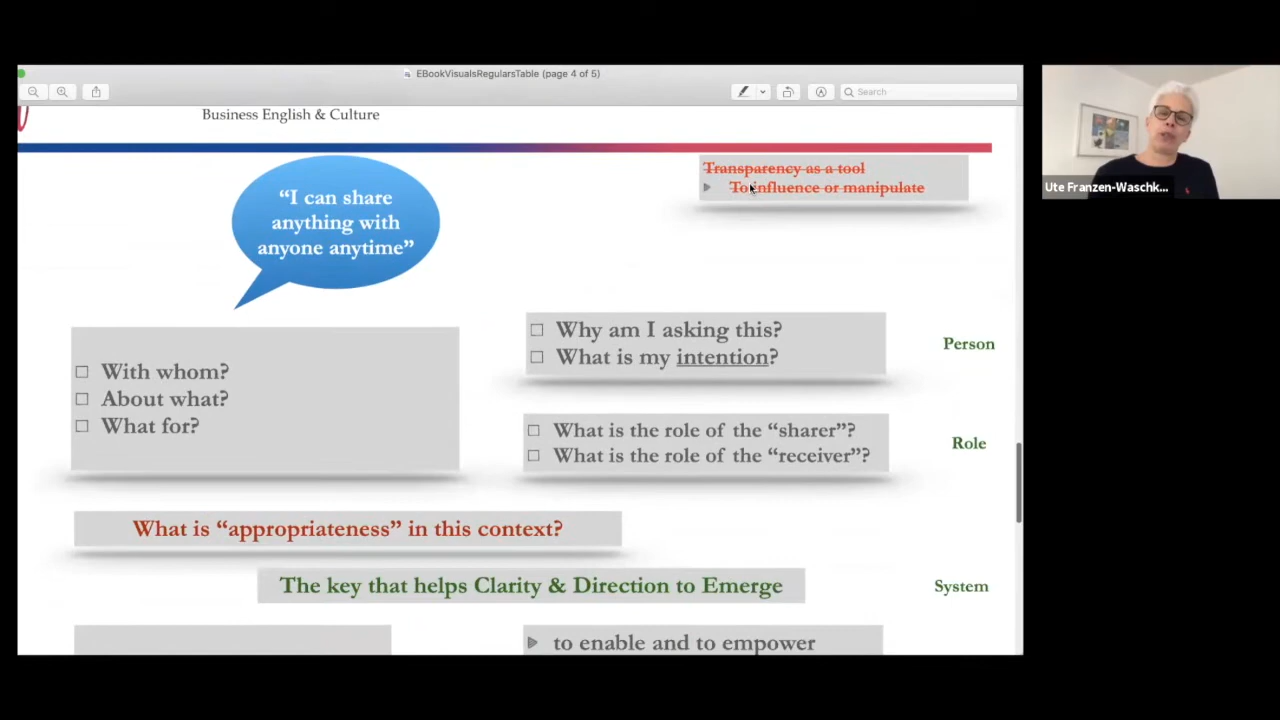 EBookVisualsRegularsTable (page 4 of 5)
Search
Business English & Culture
Transparency as a tool
To influence or manipulate
“I can share
anything with
anyone anytime”
Ute Franzen-Waschk...
Why am I asking this?
What is my intention?
Person
With whom?
About what?
What for?
What is the role of the “sharer”?
What is the role of the “receiver”?
Role
What is “appropriateness” in this context?
The key that helps Clarity & Direction to Emerge
System
to enable and to empower